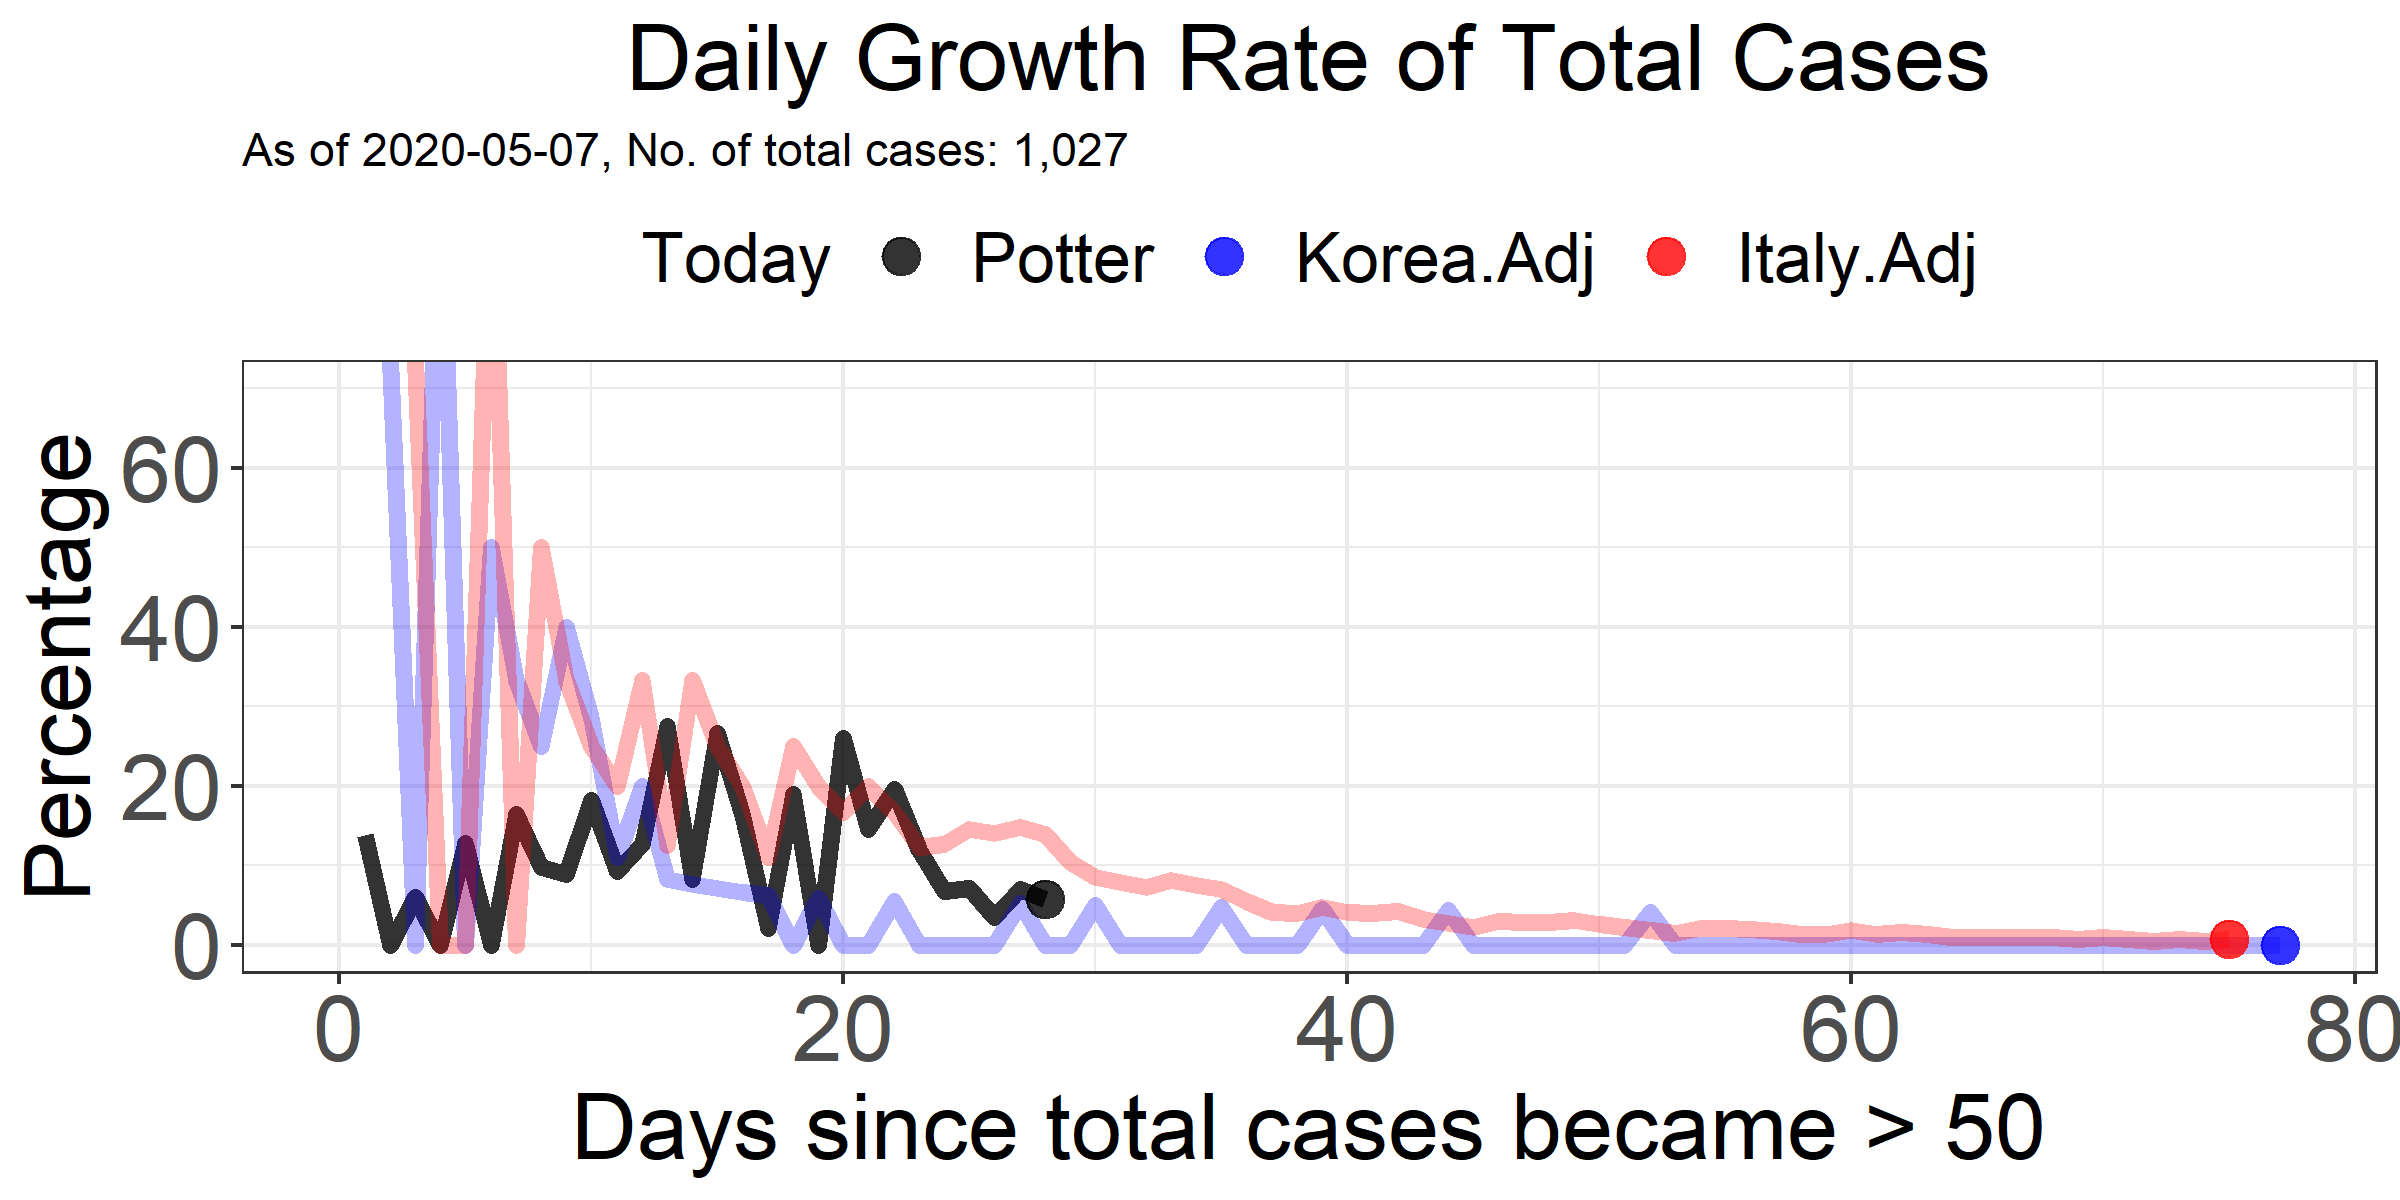 Daily Growth Rate of Total Cases
As of 2020-05-07, No. of total cases: 1,027
Today Potter Korea.Adj Italy.Adj
Percentage
60
40
20
0
0 20 40 60 80
Days since total cases became > 50